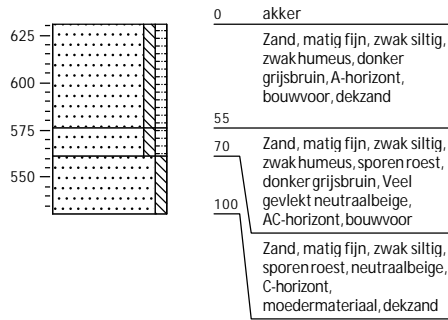 0 akker
625
Zand, matig fijn, zwak siltig,
zwak humeus, donker
grijsbruin, A-horizont,
bouwvoor, dekzand
600
575
55
70
Zand, matig fijn, zwak siltig,
zwak humeus, sporen roest,
donker grijsbruin, Veel
gevlekt neutraalbeige,
AC-horizont, bouwvoor
550
100
Zand, matig fijn, zwak siltig,
sporen roest, neutraalbeige,
C-horizont,
moedermateriaal, dekzand